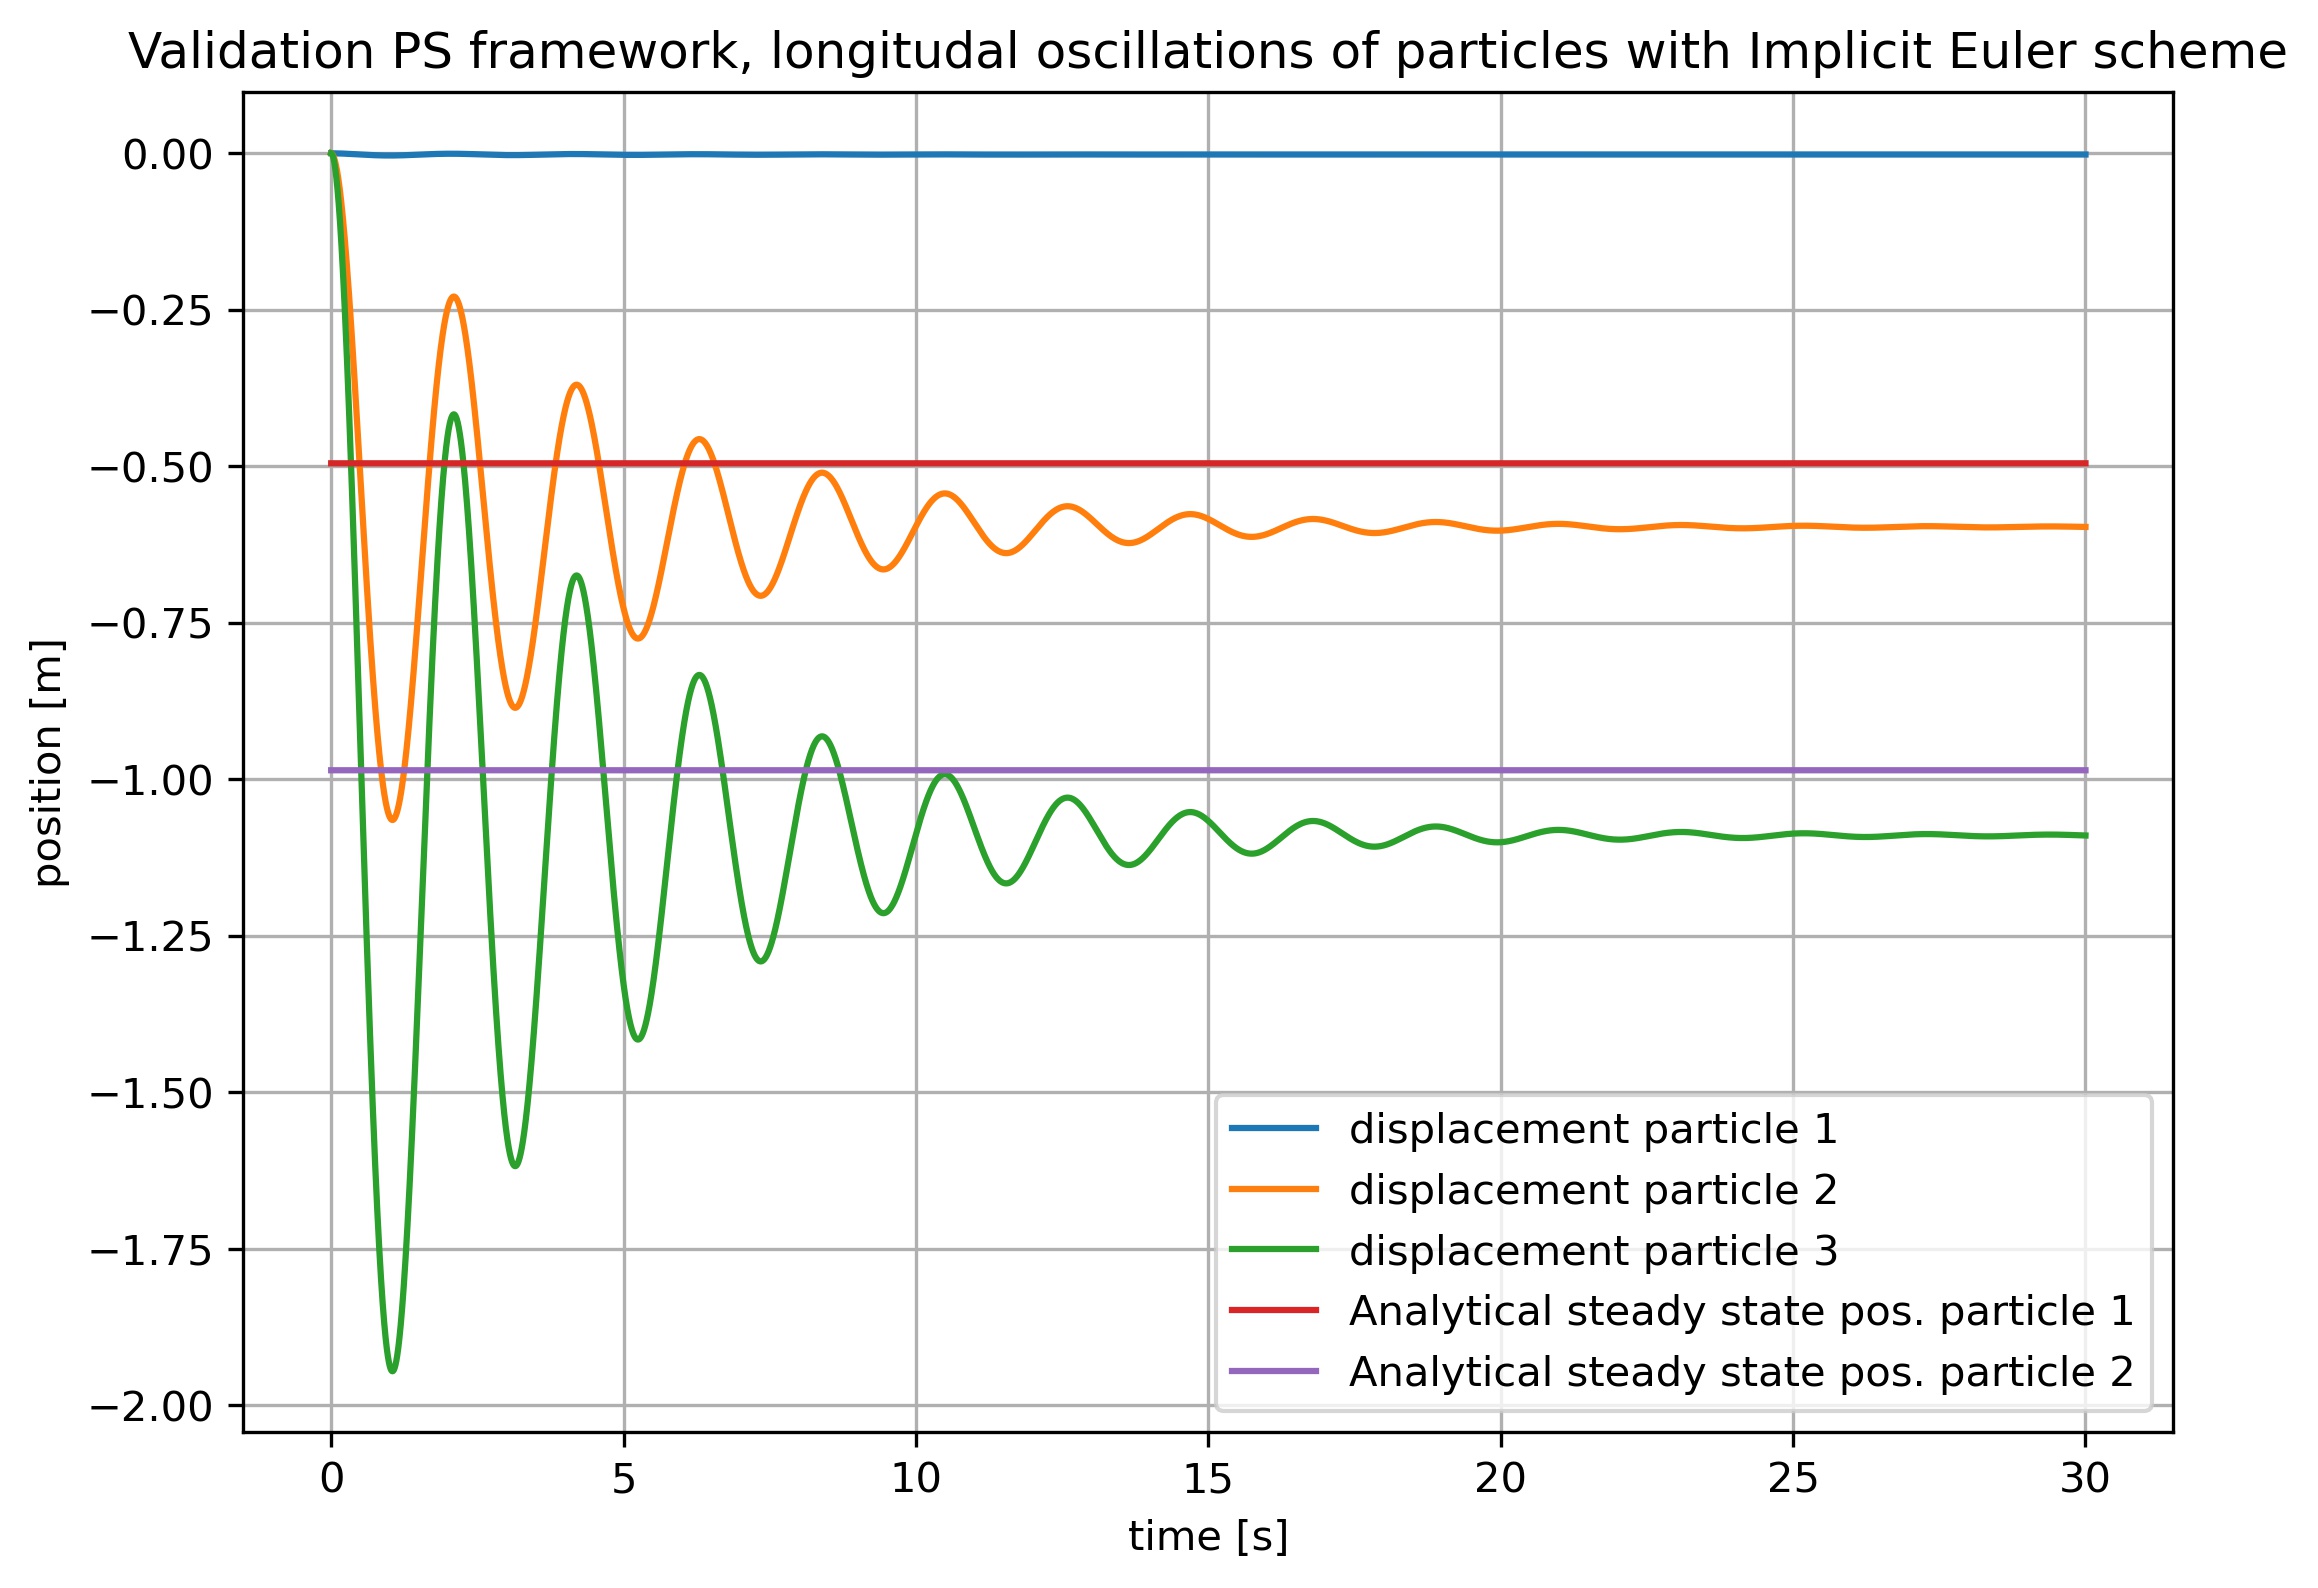 Validation PS framework, longitudal oscillations of particles with Implicit Euler scheme
position [m]
0.00
−0.25
−0.50
−0.75
−1.00
−1.25
−1.50
−1.75
−2.00
displacement particle 1
displacement particle 2
displacement particle 3
Analytical steady state pos. particle 1
Analytical steady state pos. particle 2
0 5 10 15 20 25 30
time [s]